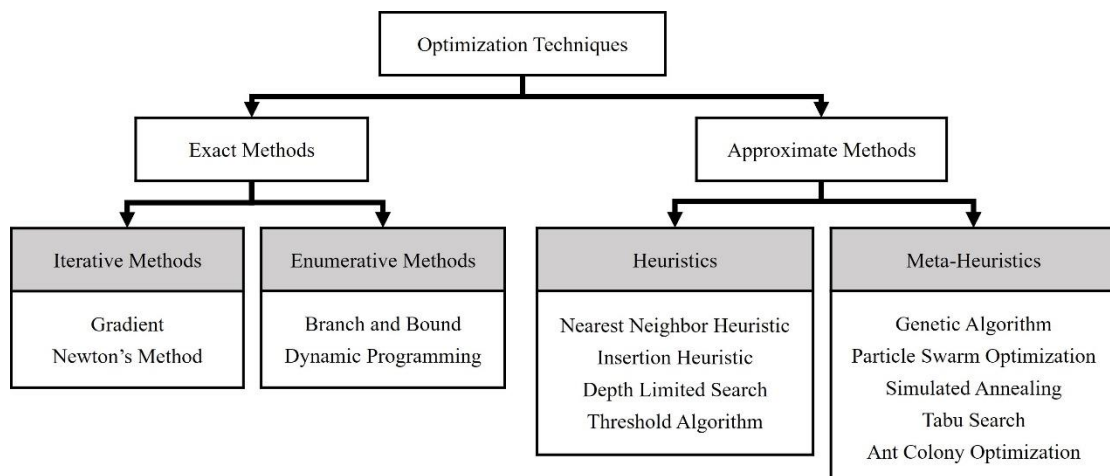 Optimization Techniques
Exact Methods
Approximate Methods
Iterative Methods
Gradient
Newton's Method
Enumerative Methods
Branch and Bound
Dynamic Programming
Heuristics
Nearest Neighbor Heuristic
Insertion Heuristic
Depth Limited Search
Threshold Algorithm
Meta-Heuristics
Genetic Algorithm
Particle Swarm Optimization
Simulated Annealing
Tabu Search
Ant Colony Optimization